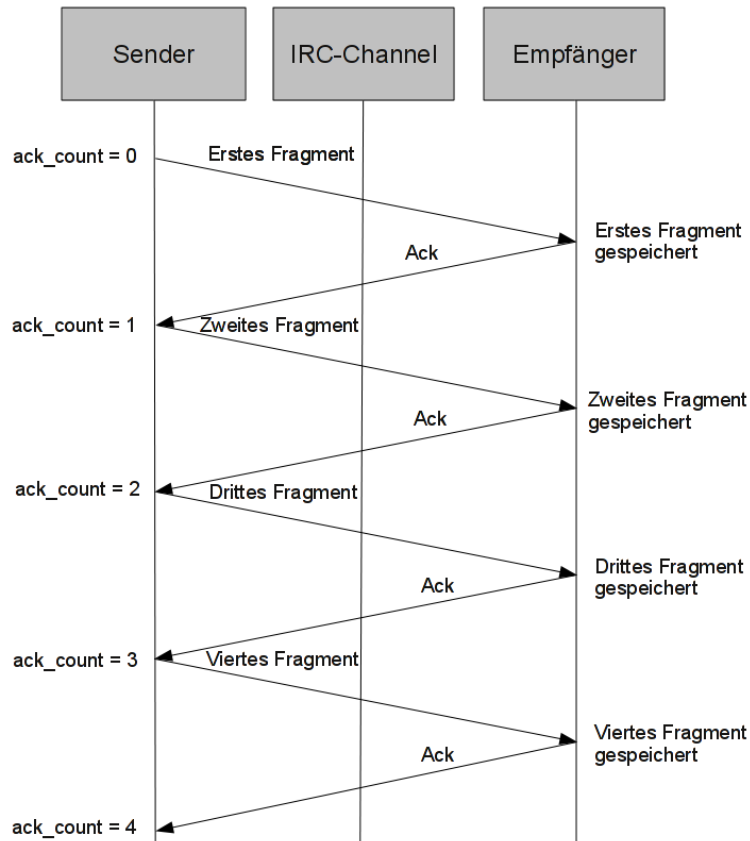 Sender
IRC-Channel
Empfänger
ack_count = 0
Erstes Fragment
Erstes Fragment
gespeichert
Ack
ack_count = 1
Zweites Fragment
Zweites Fragment
gespeichert
Ack
ack_count = 2
Drittes Fragment
Drittes Fragment
gespeichert
Ack
ack_count = 3
Viertes Fragment
Viertes Fragment
gespeichert
Ack
ack_count = 4